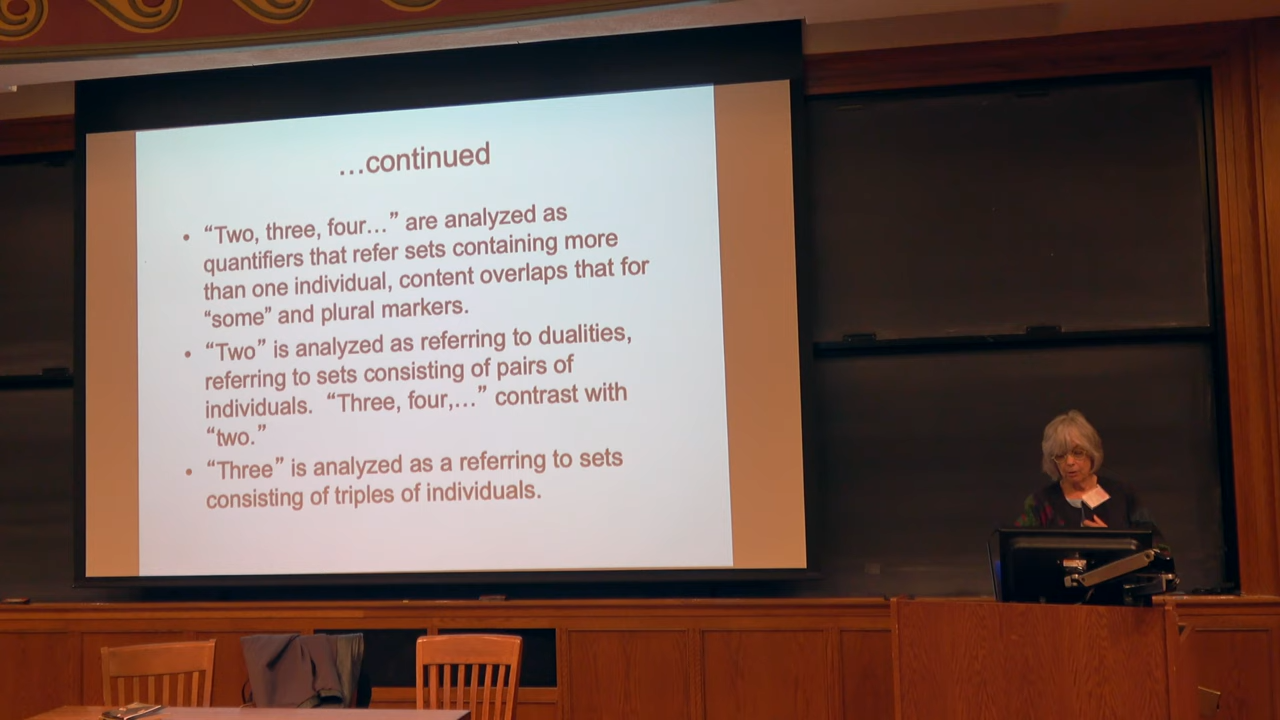 …continued
• “Two, three, four…” are analyzed as
quantifiers that refer sets containing more
than one individual, content overlaps that for
“some” and plural markers.
• “Two” is analyzed as referring to dualities,
referring to sets consisting of pairs of
individuals. “Three, four,…” contrast with
“two.”
• “Three” is analyzed as a referring to sets
consisting of triples of individuals.